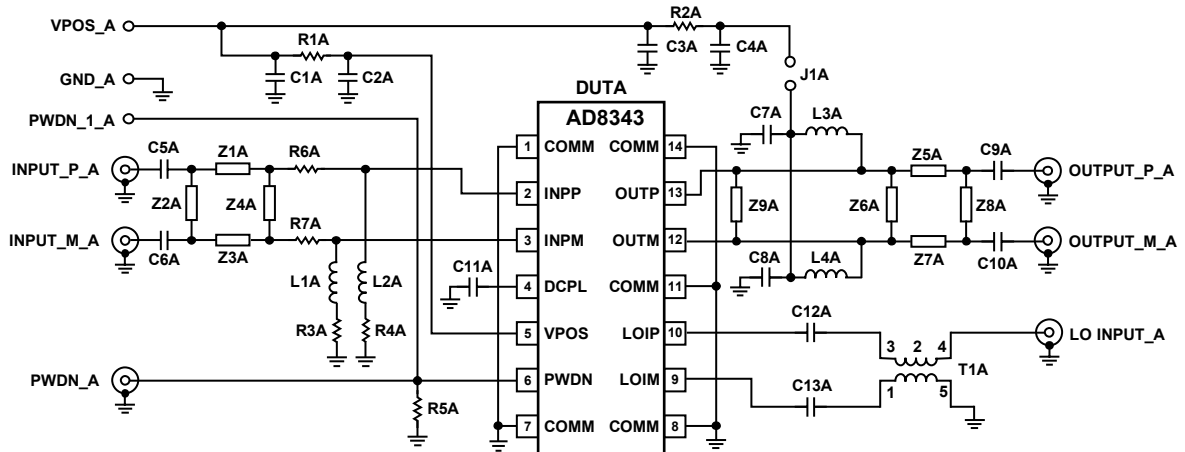 VPOS_A
R2A
R1A
C3A C4A
C1A C2A
J1A
GND_A
DUTA
PWDN_1_A
AD8343
C7A L3A
INPUT_P_A C5A Z1A R6A
1 COMM COMM 14
Z5A C9A OUTPUT_P_A
Z2A Z4A
2 INPP OUTP 13
Z9A Z6A Z8A
INPUT_M_A C6A Z3A R7A
3 INPM OUTM 12
Z7A C10A OUTPUT_M_A
C8A L4A
C11A
L1A L2A
4 DCPL COMM 11
R3A R4A
5 VPOS LOIP 10
C12A
3 2 4
LO INPUT_A
T1A
PWDN_A
6 PWDN LOIM 9
C13A
1 5
R5A
7 COMM COMM 8